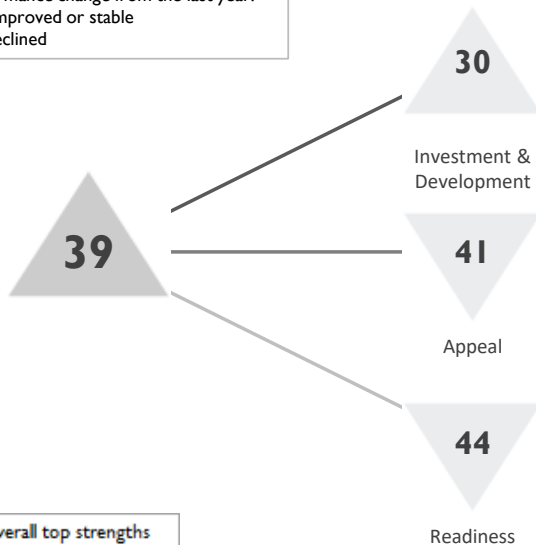 mance change from the last year:
mproved or stable
eclined
30
Investment &
Development
39
41
Appeal
44
verall top strengths
Readiness